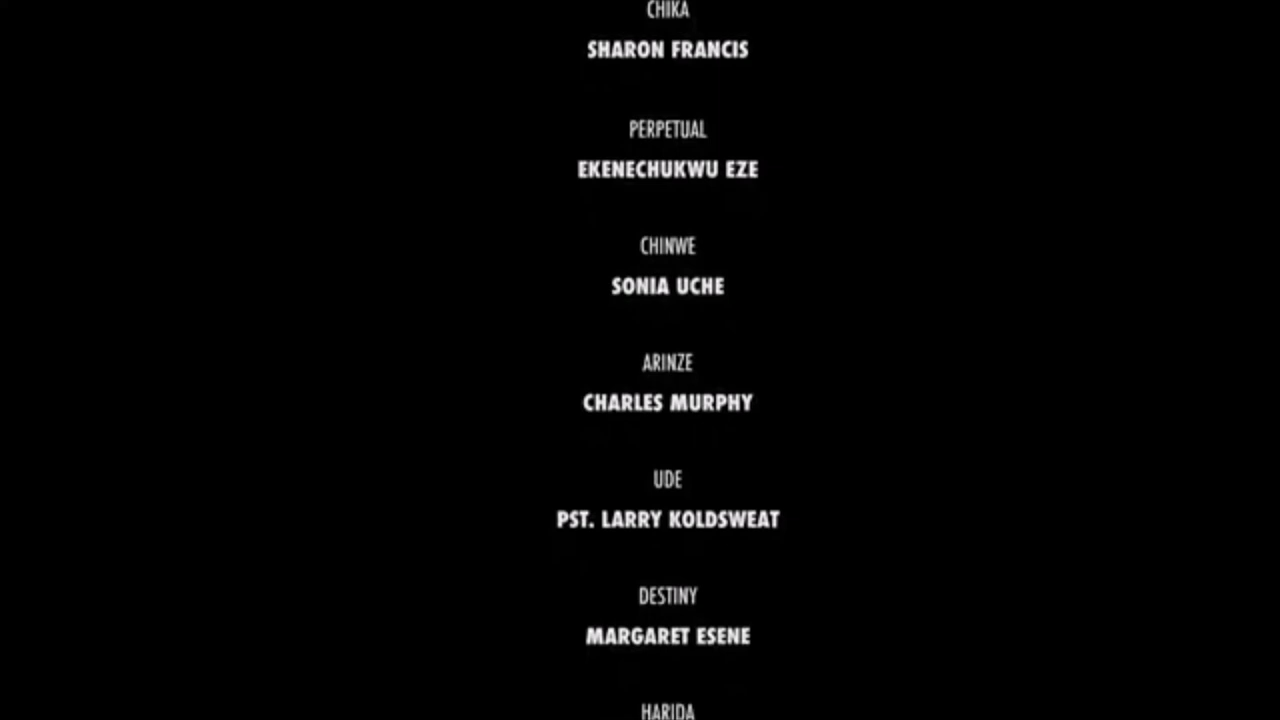 CHIKA
SHARON FRANCIS
PERPETUAL
EKENECHUKWU EZE
CHINWE
SONIA UCHE
ARINZE
CHARLES MURPHY
UDE
PST. LARRY KOLDSWEAT
DESTINY
MARGARET ESENE
HARIDA